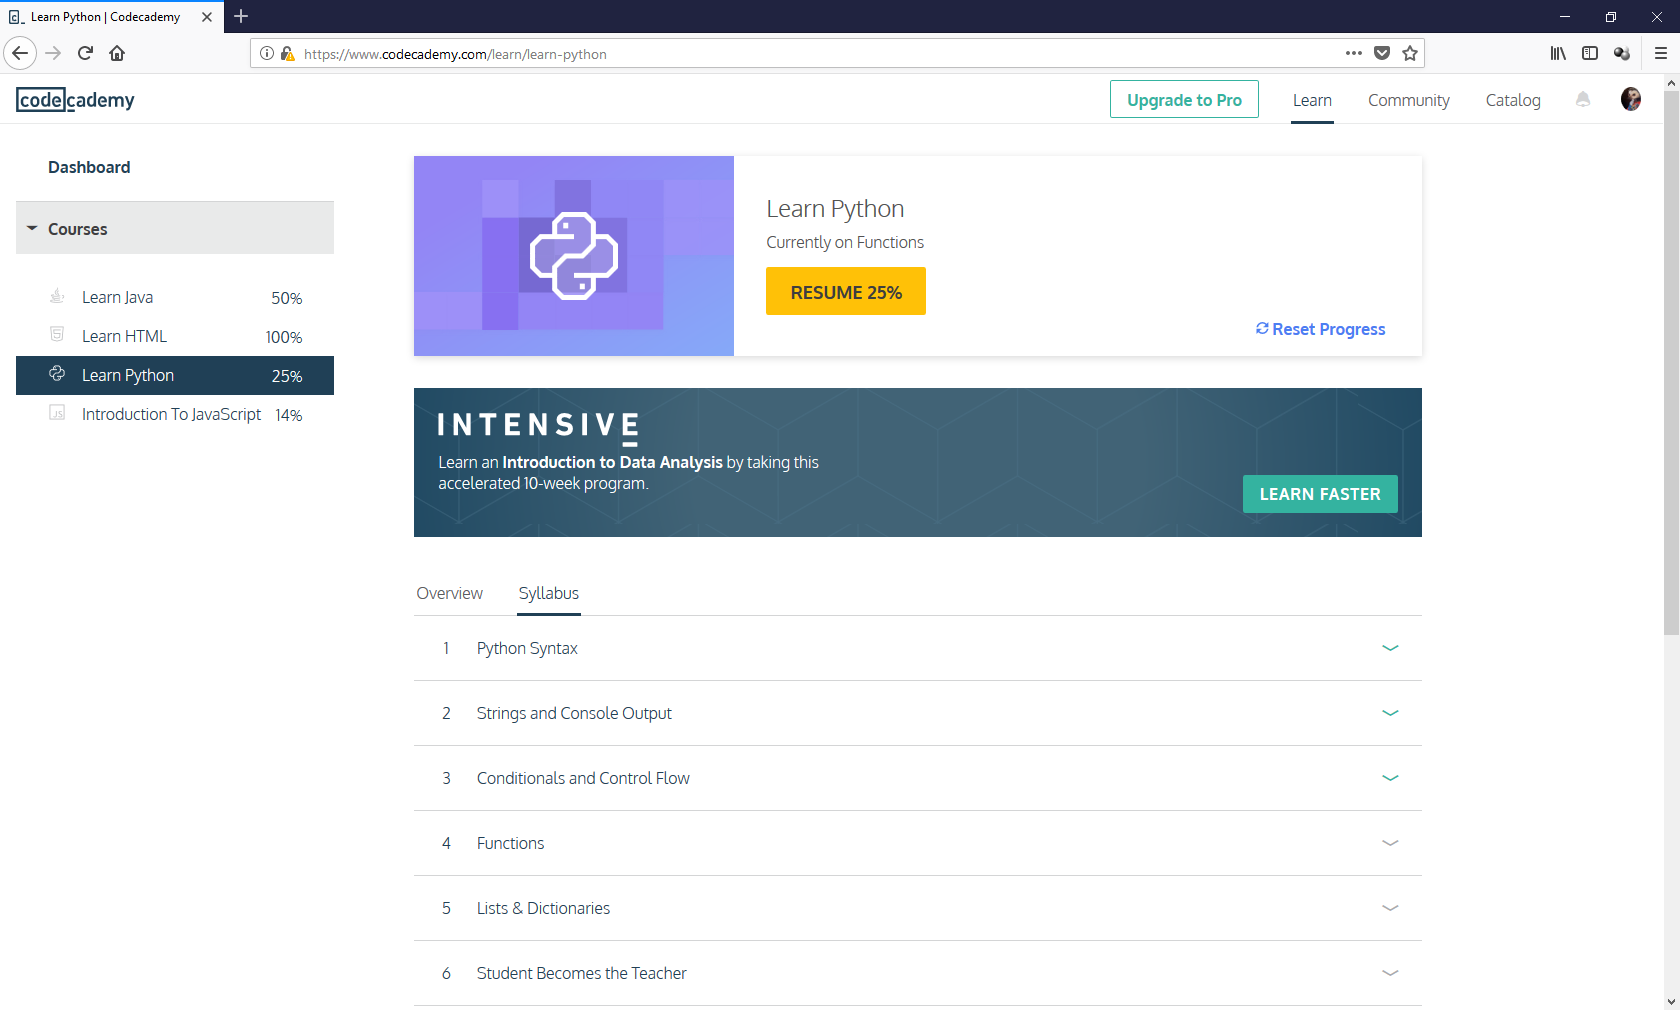 Learn Python | Codecademy
https://www.codecademy.com/learn/learn-python
codecademy
Upgrade to Pro
Learn
Community
Catalog
Dashboard
Courses
Learn Java 50%
Learn HTML 100%
Learn Python 25%
Introduction To JavaScript 14%
Learn Python
Currently on Functions
RESUME 25%
Reset Progress
INTENSIVE
Learn an Introduction to Data Analysis by taking this
accelerated 10-week program.
LEARN FASTER
Overview
Syllabus
1 Python Syntax
2 Strings and Console Output
3 Conditionals and Control Flow
4 Functions
5 Lists & Dictionaries
6 Student Becomes the Teacher